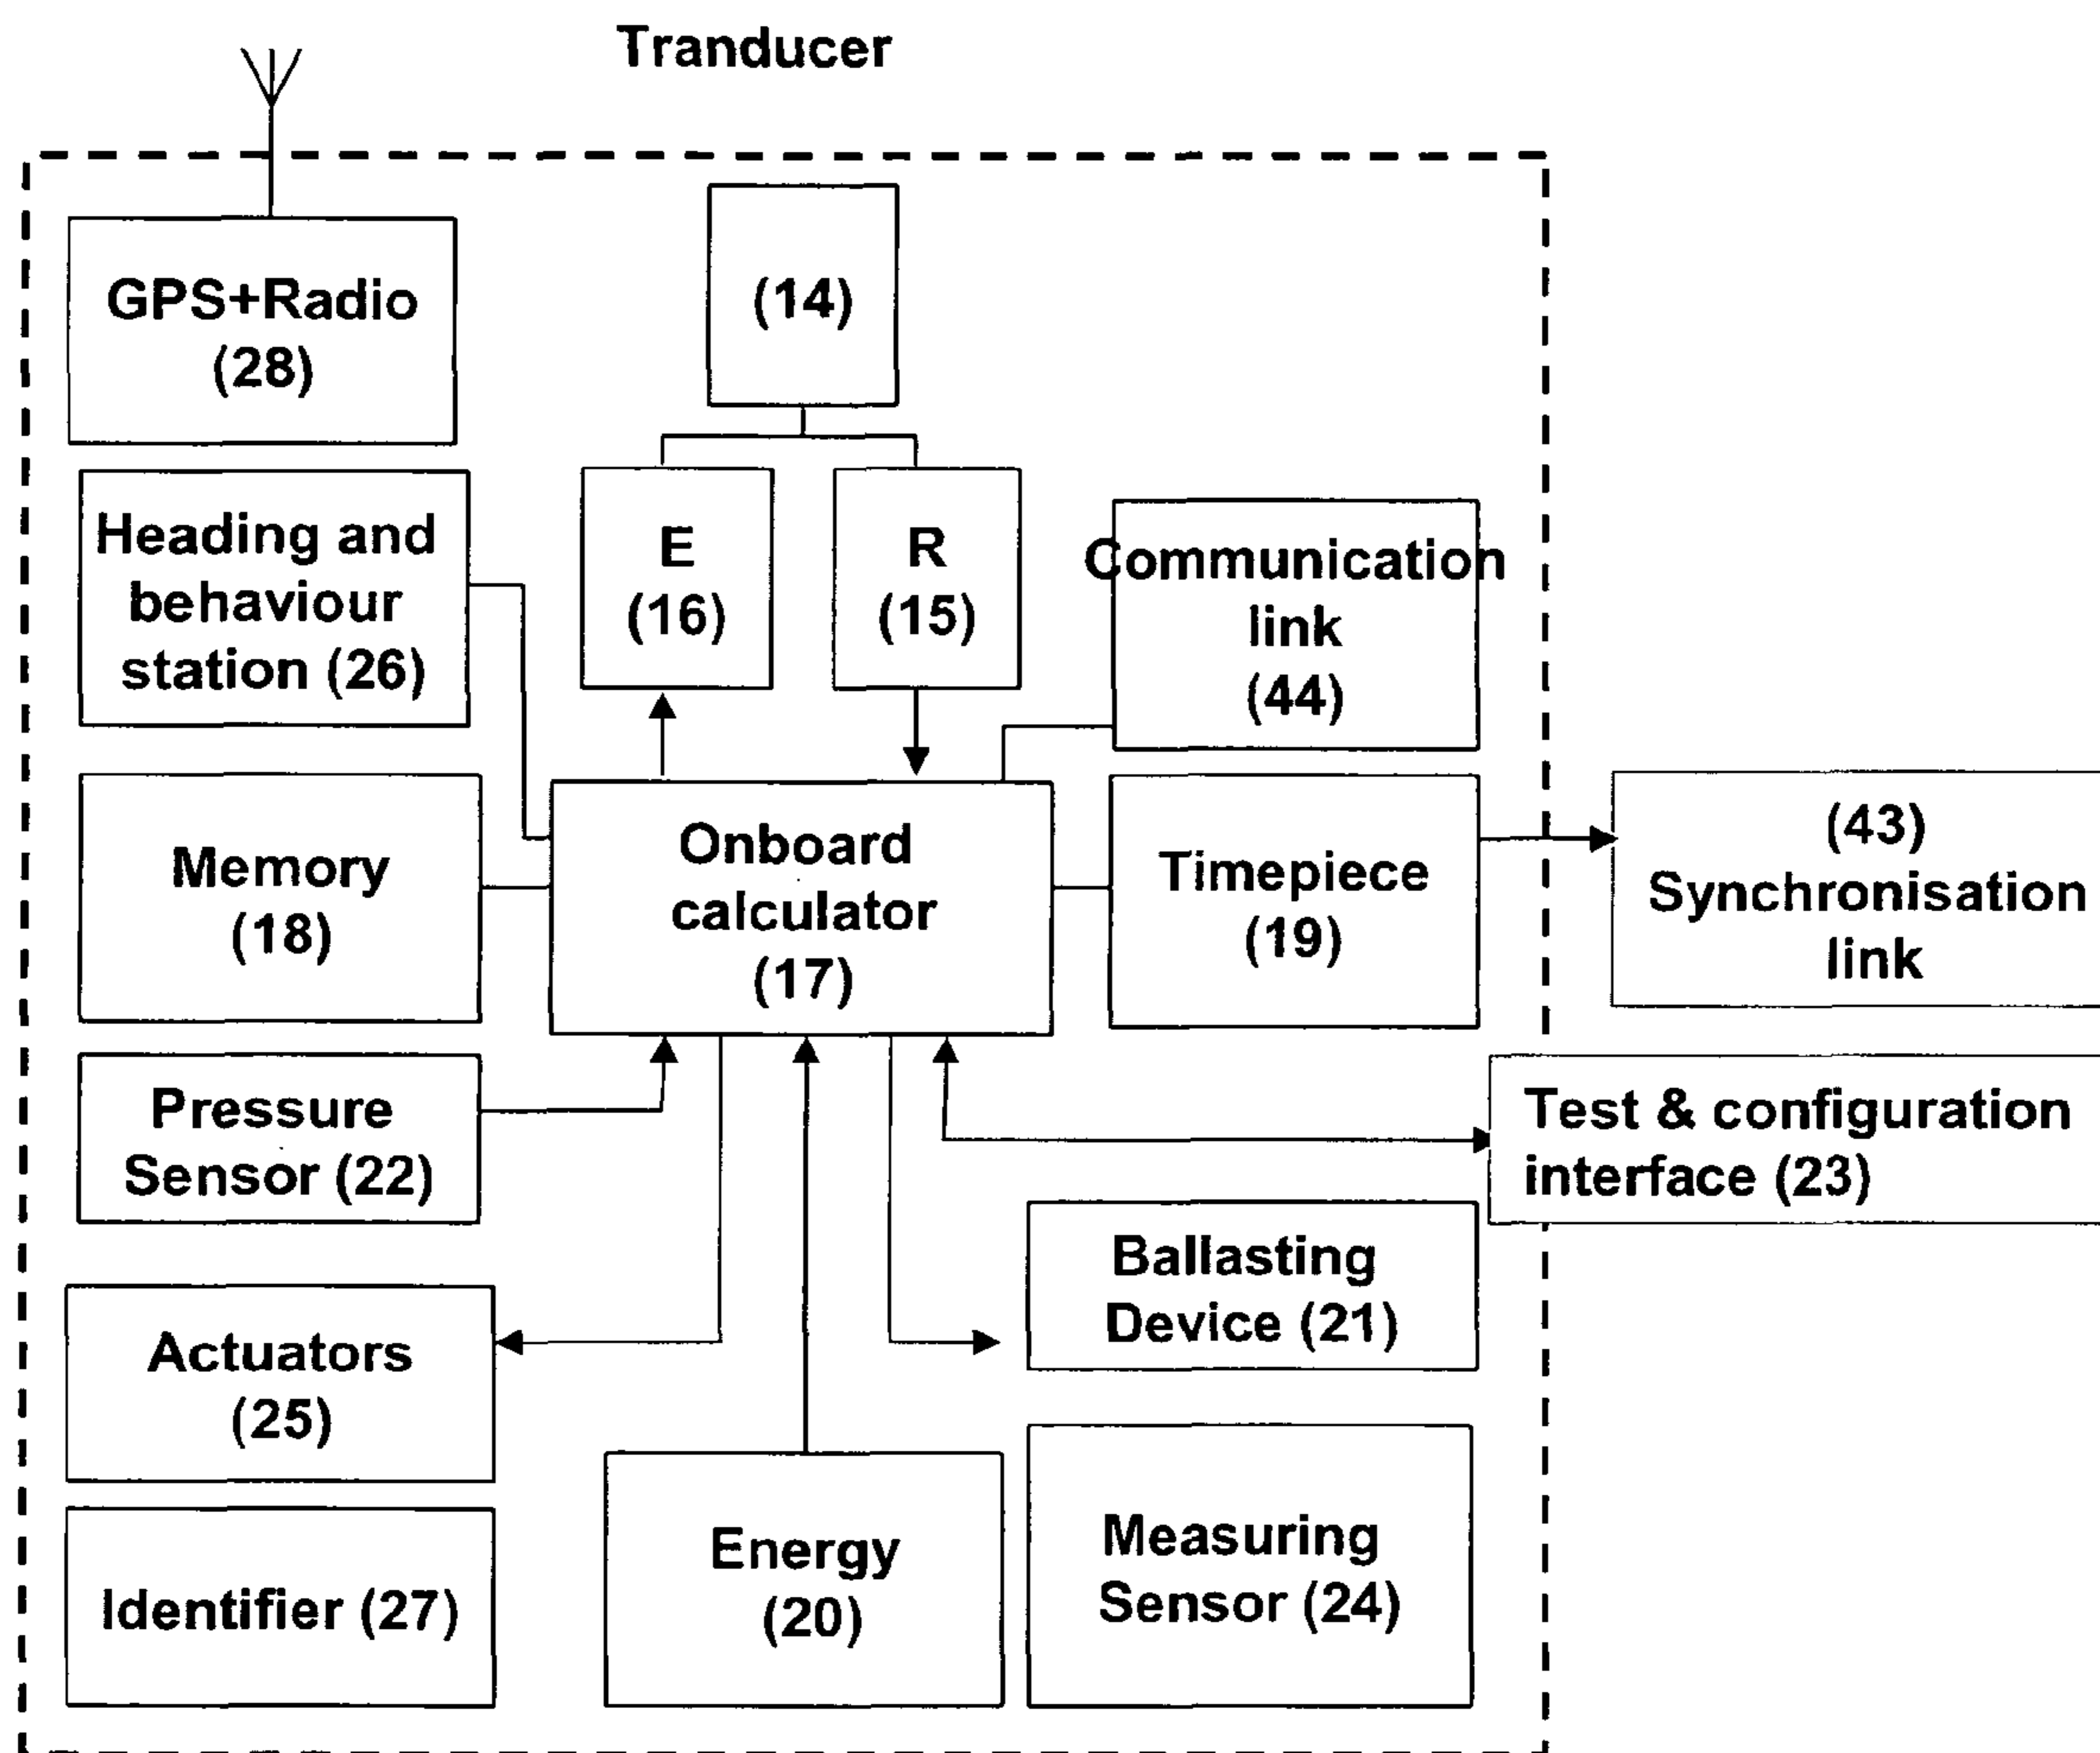 Tranducer
GPS+Radio
(28)
(14)
Heading and
behaviour
station (26)
E
(16)
R
(15)
Communication
link
(44)
Memory
(18)
Onboard
calculator
(17)
Timepiece
(19)
(43)
Synchronisation
link
Pressure
Sensor (22)
Test & configuration
interface (23)
Ballasting
Device (21)
Actuators
(25)
Identifier (27)
Energy
(20)
Measuring
Sensor (24)